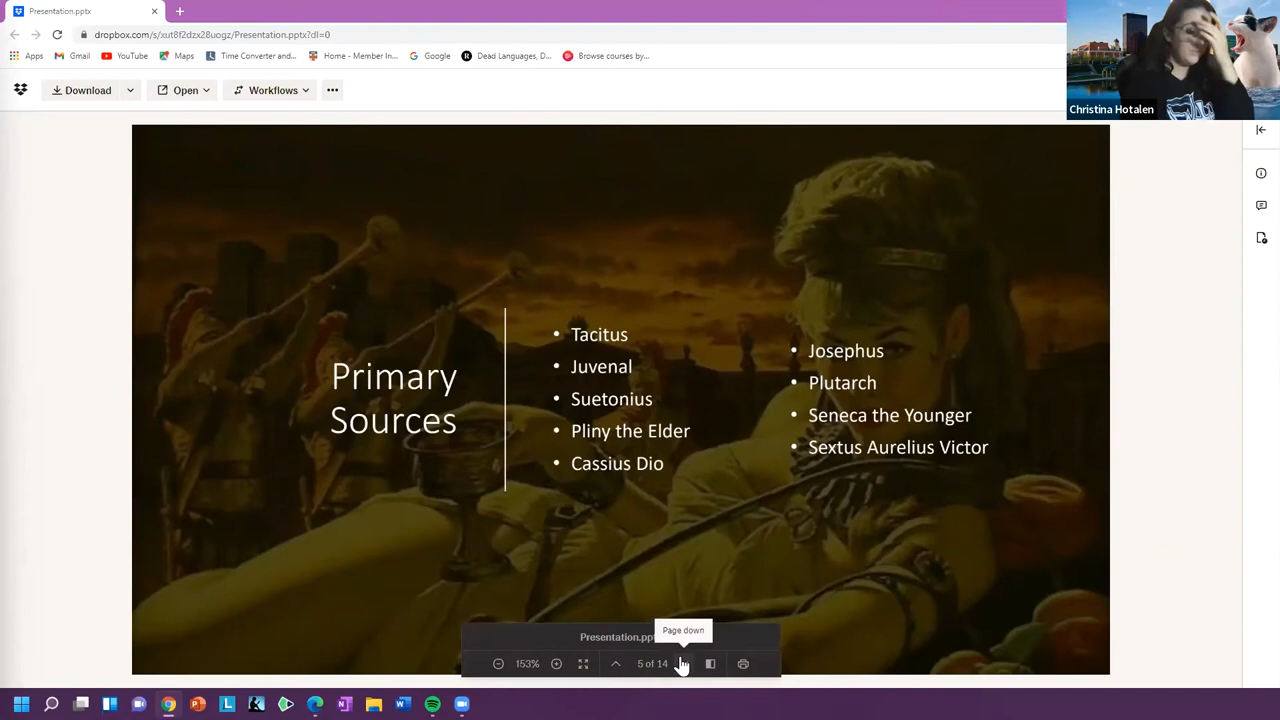 Presentation.pptx
dropbox.com/s/xut8f2dzx28uogz/Presentation.pptx?dl=0
Apps
Gmail
YouTube
Maps
Time Converter and...
Home – Member In...
Google
Dead Languages, D...
Browse courses by...
Download
Open
Workflows
Christina Hotalen
Primary
Sources
• Tacitus
• Juvenal
• Suetonius
• Pliny the Elder
• Cassius Dio
• Josephus
• Plutarch
• Seneca the Younger
• Sextus Aurelius Victor
Page down
153%
5 of 14